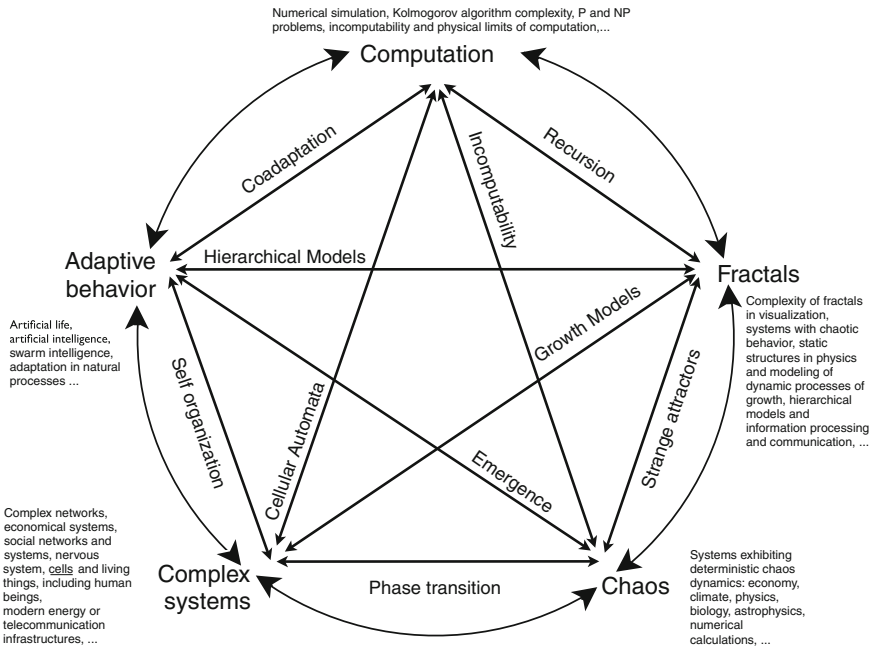 Numerical simulation, Kolmogorov algorithm complexity, P and NP
problems, incomputability and physical limits of computation,...
Computation
Coadaptation
Incomputability
Recursion
Adaptive
behavior
Hierarchical Models
Fractals
Artificial life,
artificial intelligence,
swarm intelligence,
adaptation in natural
processes ...
Complexity of fractals
in visualization,
systems with chaotic
behavior, static
structures in physics
and modeling of
dynamic processes of
growth, hierarchical
models and
information processing
and communication, ...
Growth Models
Self organization
Cellular Automata
Emergence
Strange attractors
Complex networks,
economical systems,
social networks and
systems, nervous
system, cells and living
things, including human
beings,
modern energy or
telecommunication
infrastructures, ...
Complex
systems
Phase transition
Chaos
Systems exhibiting
deterministic chaos
dynamics: economy,
climate, physics,
biology, astrophysics,
numerical
calculations, ...